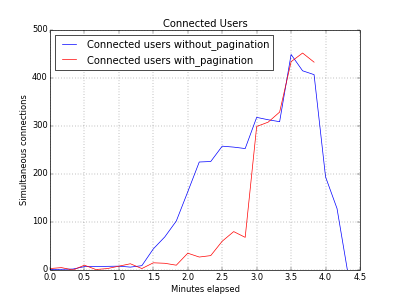 Connected Users
500
400
300
200
100
0
Simultaneous connections
Connected users without_pagination
Connected users with_pagination
0.0 0.5 1.0 1.5 2.0 2.5 3.0 3.5 4.0 4.5
Minutes elapsed